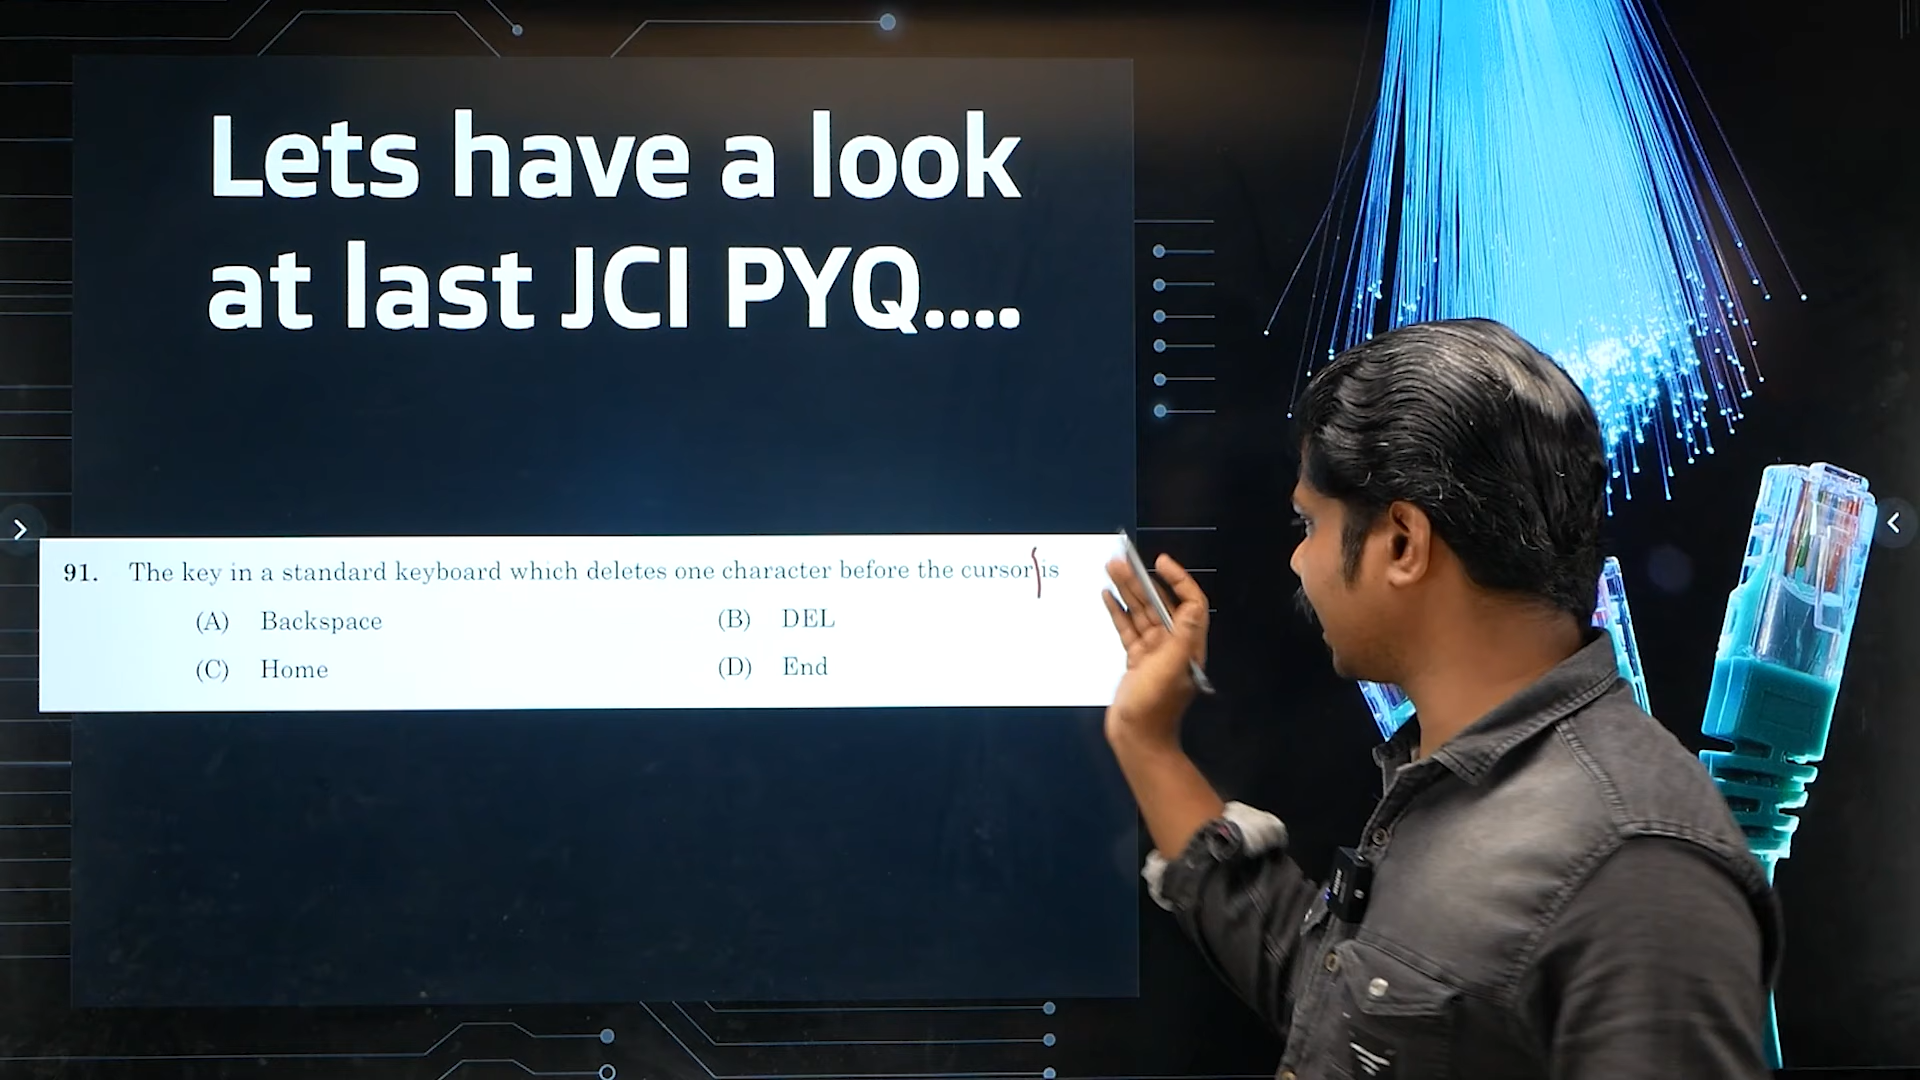 Lets have a look
at last JCI PYQ....
91. The key in a standard keyboard which deletes one character before the cursor is
(A) Backspace (B) DEL
(C) Home (D) End